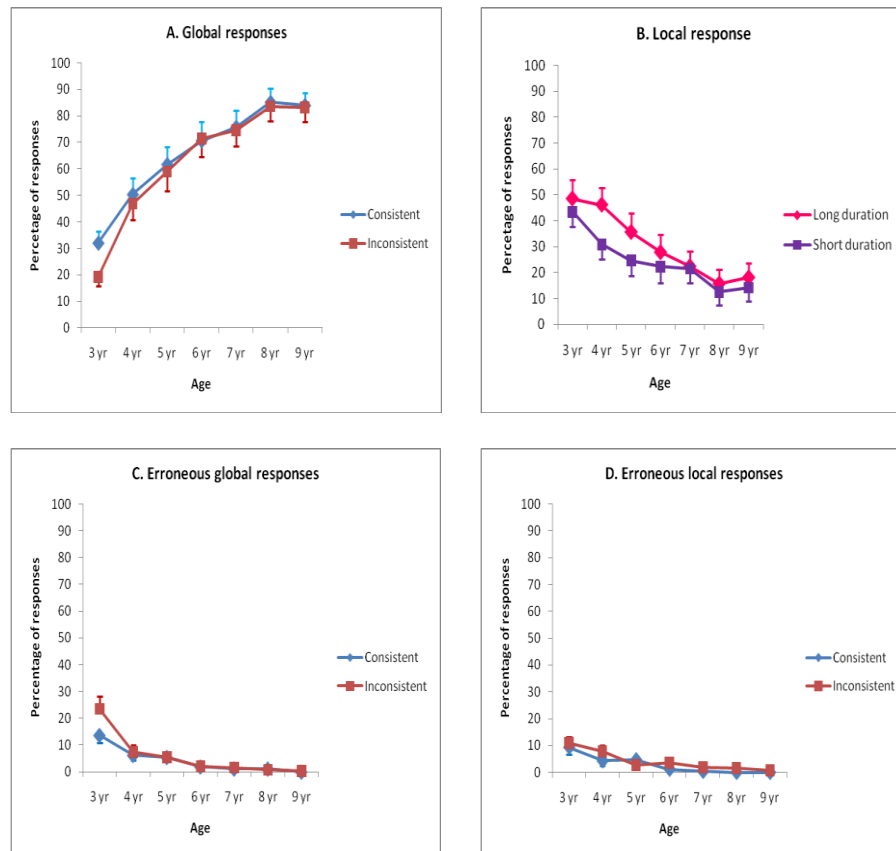 A. Global responses
Percetage of responses
100
90
80
70
60
50
40
30
20
10
0
3 yr 4 yr 5 yr 6 yr 7 yr 8 yr 9 yr
Age
Consistent
Inconsistent
B. Local response
Percentage of responses
100
90
80
70
60
50
40
30
20
10
0
3 yr 4 yr 5 yr 6 yr 7 yr 8 yr 9 yr
Age
Long duration
Short duration
C. Erroneous global responses
Percentage of responses
100
90
80
70
60
50
40
30
20
10
0
3 yr 4 yr 5 yr 6 yr 7 yr 8 yr 9 yr
Age
Consistent
Inconsistent
D. Erroneous local responses
Percentage of responses
100
90
80
70
60
50
40
30
20
10
0
3 yr 4 yr 5 yr 6 yr 7 yr 8 yr 9 yr
Age
Consistent
Inconsistent